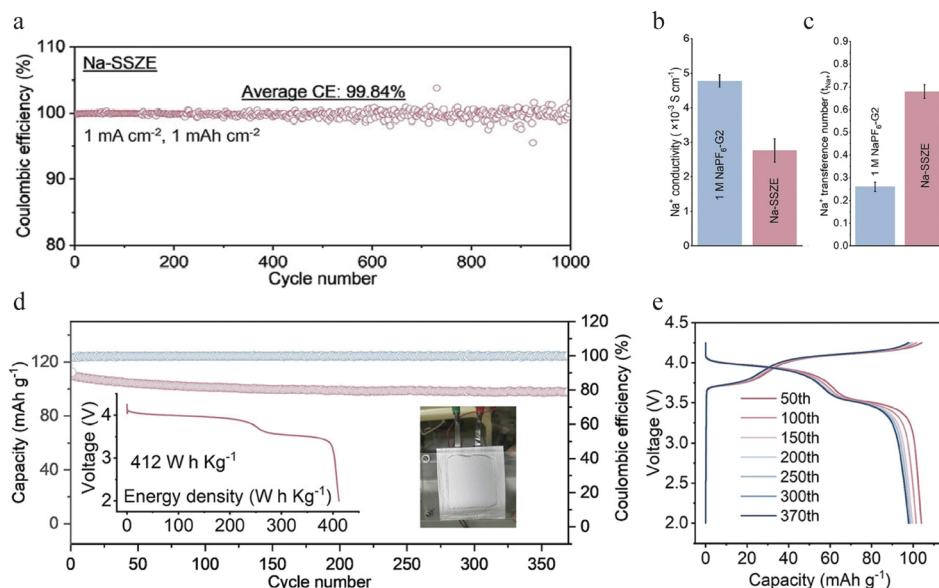 a
110
100
90
80
Coulombic efficiency (%)
Na-SSZE
Average CE: 99.84%
1 mA cm⁻², 1 mAh cm⁻²
0
200
400
600
800
1000
Cycle number
b
6
5
4
3
2
1
0
Na⁺ conductivity ( ×10⁻³ S cm⁻¹)
1 M NaPF₆-G2
Na-SSZE
c
0.9
0.8
0.7
0.6
0.5
0.4
0.3
0.2
0.1
0.0
Na⁺ transference number (t_Na+)
1 M NaPF₆-G2
Na-SSZE
d
120
80
40
0
Capacity (mAh g⁻¹)
120
100
80
60
40
20
0
Coulombic efficiency (%)
4
3
2
Voltage (V)
412 W h Kg⁻¹
Energy density (W h Kg⁻¹)
0
100
200
300
400
0
50
100
150
200
250
300
350
Cycle number
e
4.5
4.0
3.5
3.0
2.5
2.0
Voltage (V)
50th
100th
150th
200th
250th
300th
370th
0
20
40
60
80
100
Capacity (mAh g⁻¹)